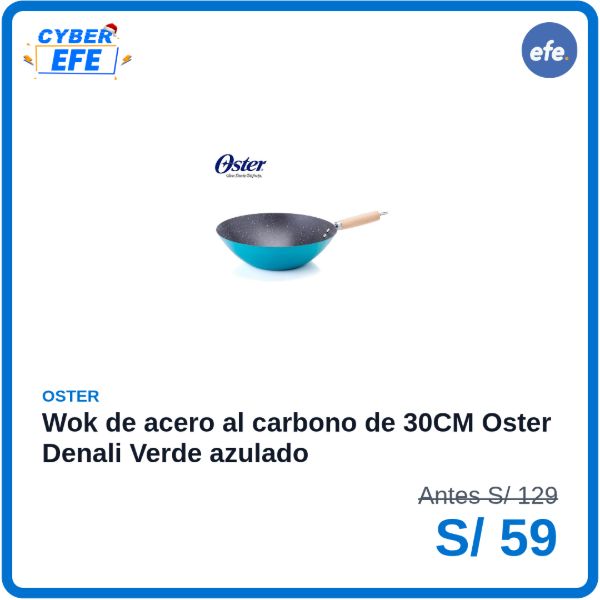 CYBER
EFE
efe.
Oster
OSTER
Wok de acero al carbono de 30CM Oster
Denali Verde azulado
Antes S/ 129
S/ 59